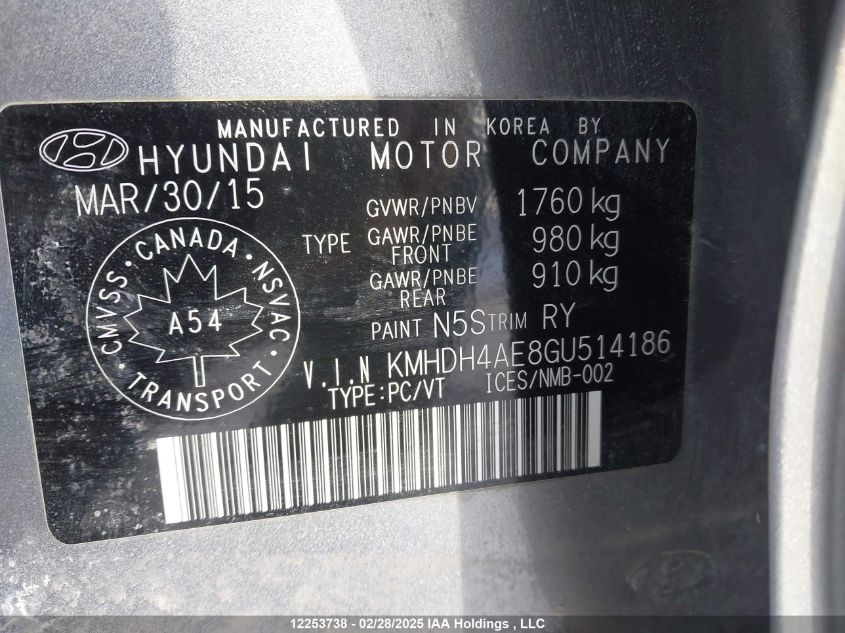 MANUFACTURED IN KOREA BY
HYUNDAI MOTOR COMPANY
MAR/30/15
GVWR/PNBV 1760 kg
TYPE GAWR/PNBE FRONT 980 kg
GAWR/PNBE REAR 910 kg
PAINT N5S TRIM RY
CMVSS · CANADA · NSVAC · TRANSPORT ·
A54
V.I.N KMHDH4AE8GU514186
TYPE:PC/VT ICES/NMB-002
12253738 - 02/28/2025 IAA Holdings , LLC